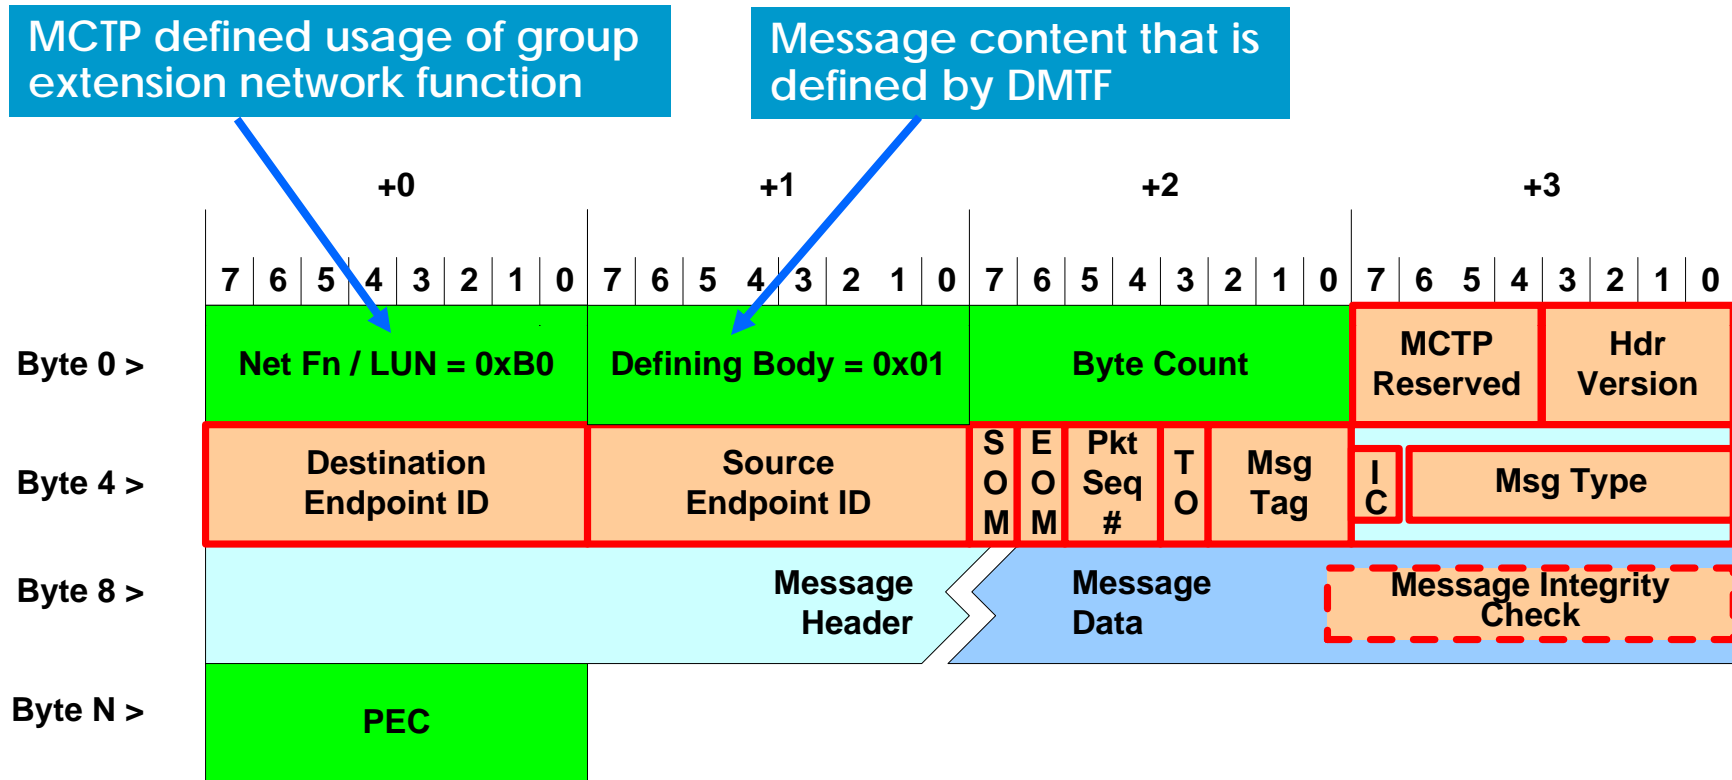 MCTP defined usage of group
extension network function
Message content that is
defined by DMTF
+0 +1 +2 +3
7 6 5 4 3 2 1 0 7 6 5 4 3 2 1 0 7 6 5 4 3 2 1 0 7 6 5 4 3 2 1 0
Byte 0 >
Net Fn / LUN = 0xB0
Defining Body = 0x01
Byte Count
MCTP
Reserved
Hdr
Version
Byte 4 >
Destination
Endpoint ID
Source
Endpoint ID
S
O
M
E
O
M
Pkt
Seq
#
T
O
Msg
Tag
I
C
Msg Type
Byte 8 >
Message
Header
Message
Data
Message Integrity
Check
Byte N >
PEC